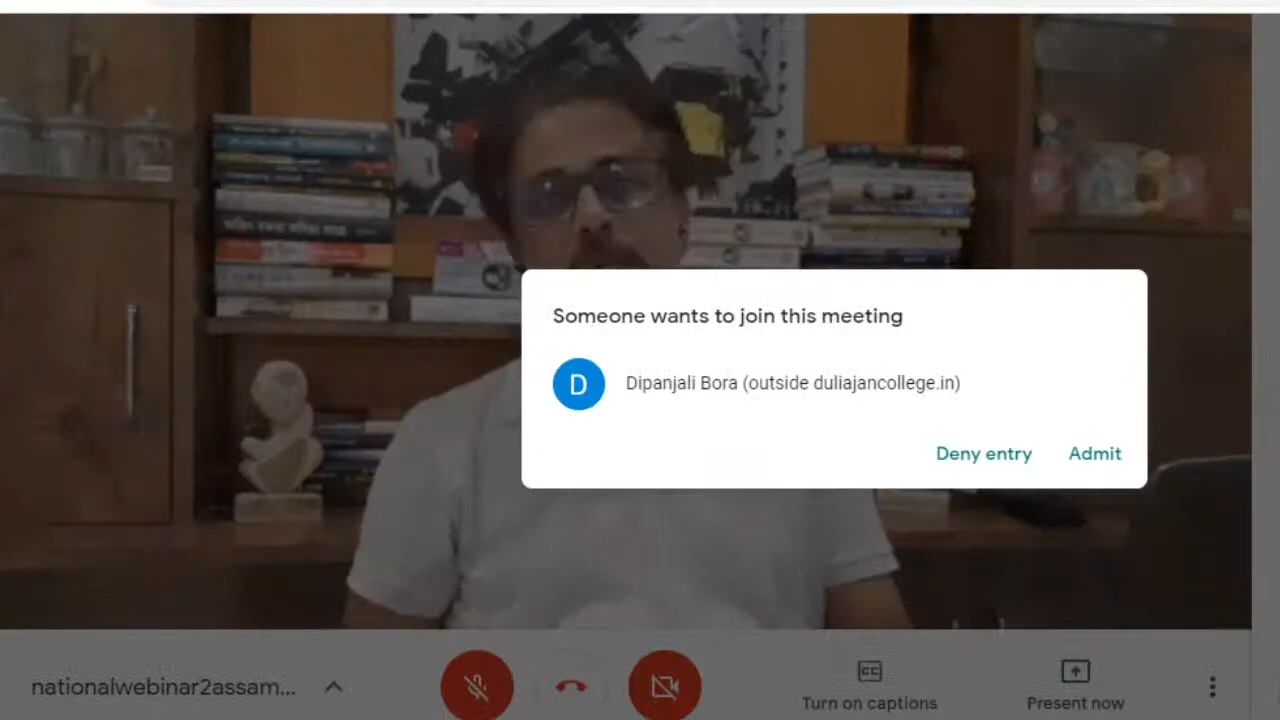 Someone wants to join this meeting
D
Dipanjali Bora (outside duliajancollege.in)
Deny entry
Admit
nationalwebinar2assam...
CC
Turn on captions
Present now